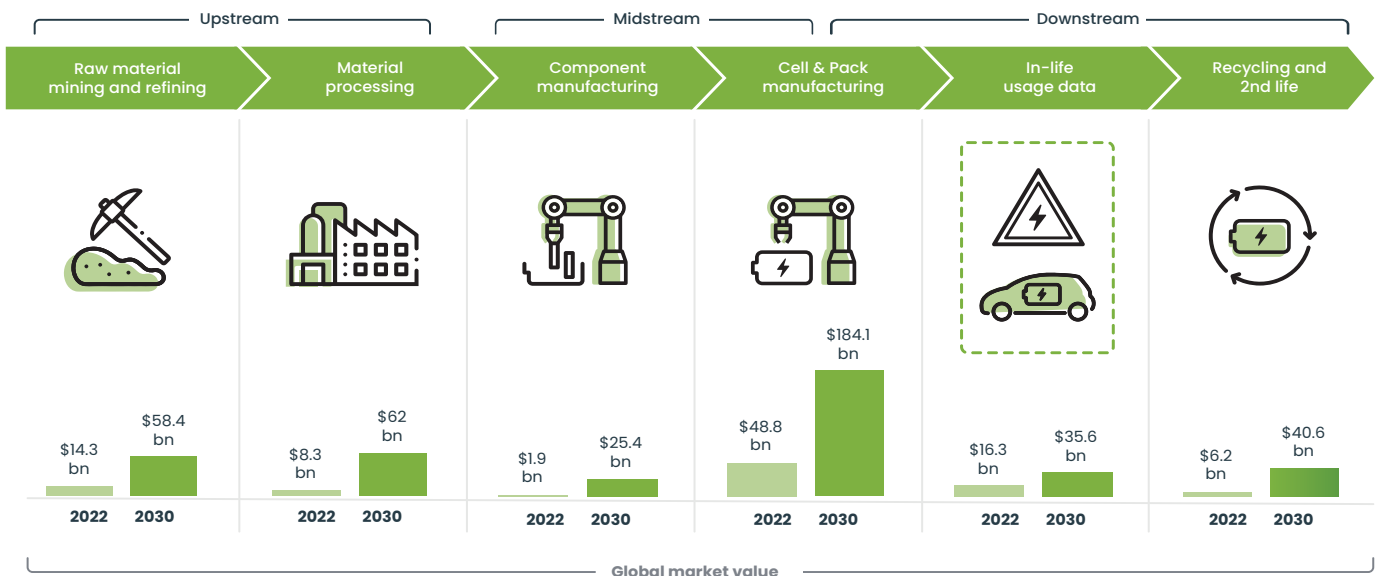 Upstream
Midstream
Downstream
Raw material
mining and refining
Material
processing
Component
manufacturing
Cell & Pack
manufacturing
In-life
usage data
Recycling and
2nd life
$14.3
bn
$58.4
bn
2022
2030
$8.3
bn
$62
bn
2022
2030
$1.9
bn
$25.4
bn
2022
2030
$48.8
bn
$184.1
bn
2022
2030
$16.3
bn
$35.6
bn
2022
2030
$6.2
bn
$40.6
bn
2022
2030
Global market value